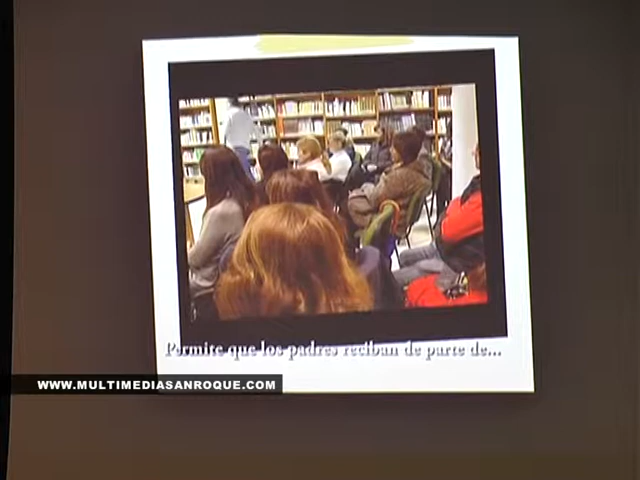 Permite que los padres reciban de parte de...
WWW.MULTIMEDIASANROQUE.COM